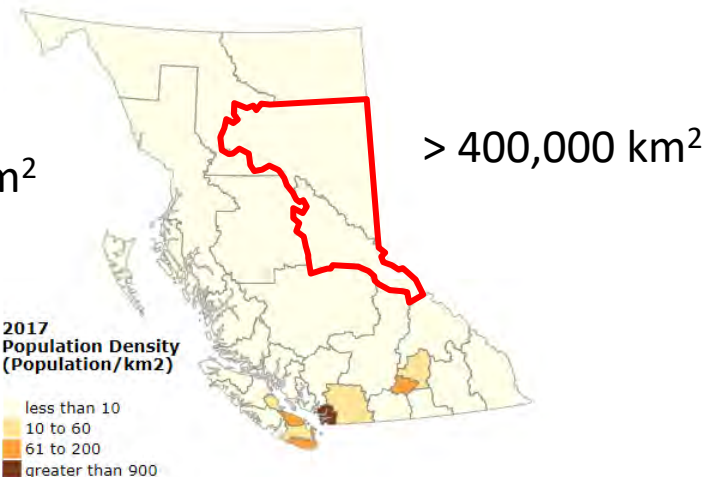 > 400,000 km²
m²
2017
Population Density
(Population/km2)
less than 10
10 to 60
61 to 200
greater than 900